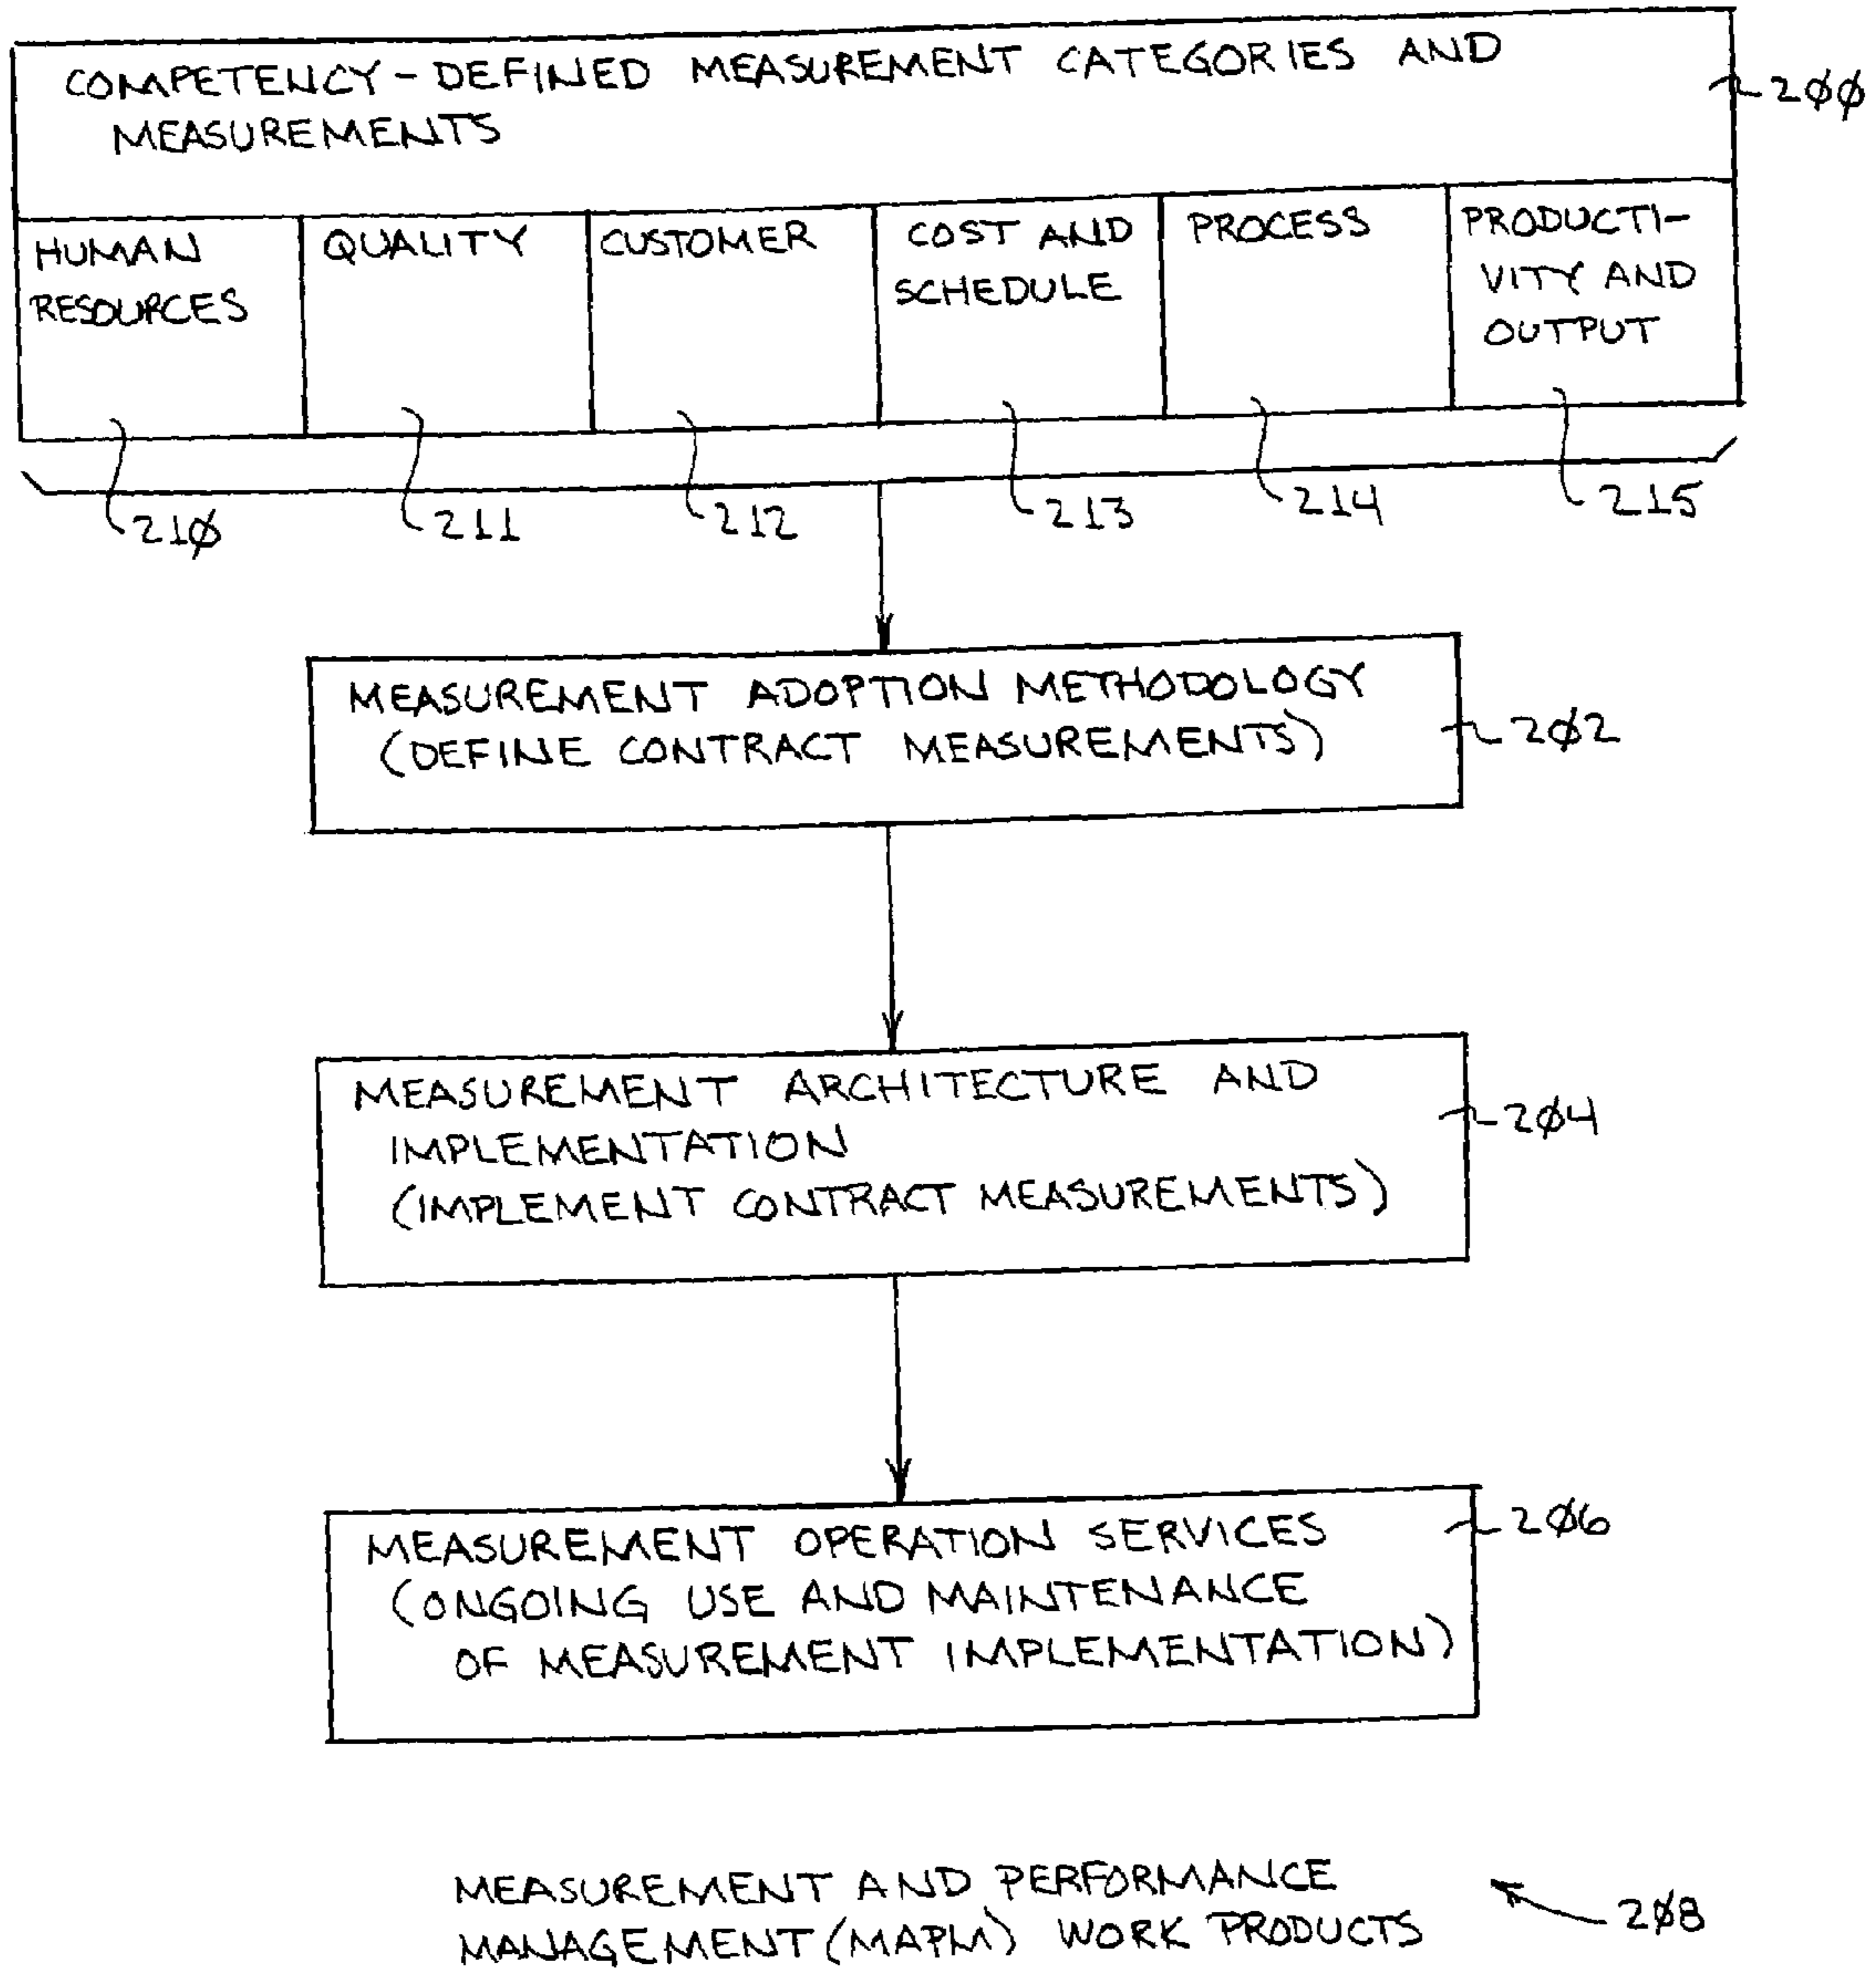 COMPETENCY-DEFINED MEASUREMENT CATEGORIES AND
MEASUREMENTS
200
HUMAN
RESOURCES
QUALITY
CUSTOMER
COST AND
SCHEDULE
PROCESS
PRODUCTI-
VITY AND
OUTPUT
210
211
212
213
214
215
MEASUREMENT ADOPTION METHODOLOGY
(DEFINE CONTRACT MEASUREMENTS)
202
MEASUREMENT ARCHITECTURE AND
IMPLEMENTATION
(IMPLEMENT CONTRACT MEASUREMENTS)
204
MEASUREMENT OPERATION SERVICES
(ONGOING USE AND MAINTENANCE
OF MEASUREMENT IMPLEMENTATION)
206
MEASUREMENT AND PERFORMANCE
MANAGEMENT (MAPM) WORK PRODUCTS
208